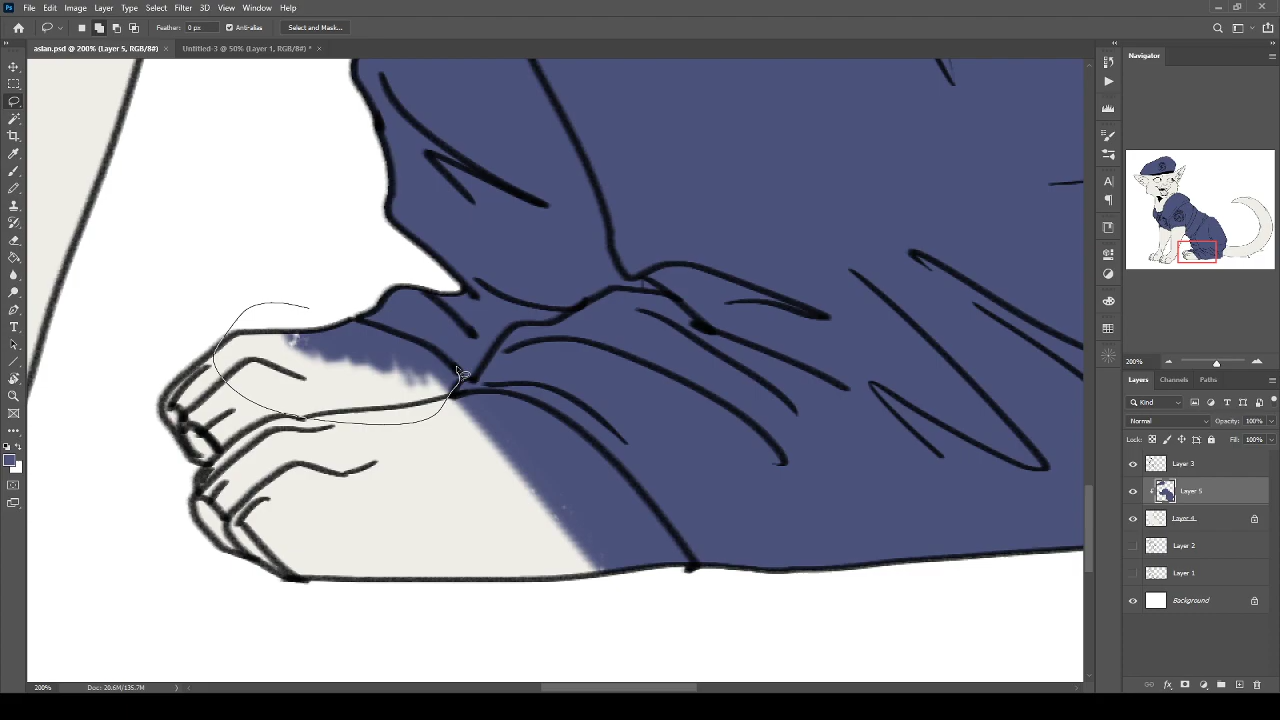 Ps File Edit Image Layer Type Select Filter 3D View Window Help
Feather: 0 px Anti-alias Select and Mask...
aslan.psd @ 200% (Layer 5, RGB/8#) × Untitled-3 @ 50% (Layer 1, RGB/8#) * ×
Navigator
200%
Layers Channels Paths
Kind
Normal Opacity: 100%
Lock: Fill: 100%
Layer 3
Layer 5
Layer 4
Layer 2
Layer 1
Background
200% Doc: 20.6M/135.7M